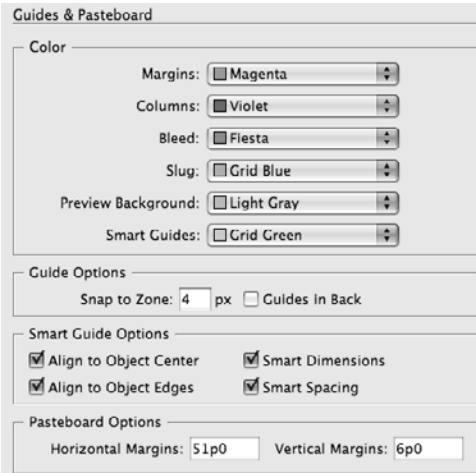 Guides & Pasteboard
Color
Margins: Magenta
Columns: Violet
Bleed: Fiesta
Slug: Grid Blue
Preview Background: Light Gray
Smart Guides: Grid Green
Guide Options
Snap to Zone: 4 px Guides in Back
Smart Guide Options
Align to Object Center Smart Dimensions
Align to Object Edges Smart Spacing
Pasteboard Options
Horizontal Margins: 51p0 Vertical Margins: 6p0